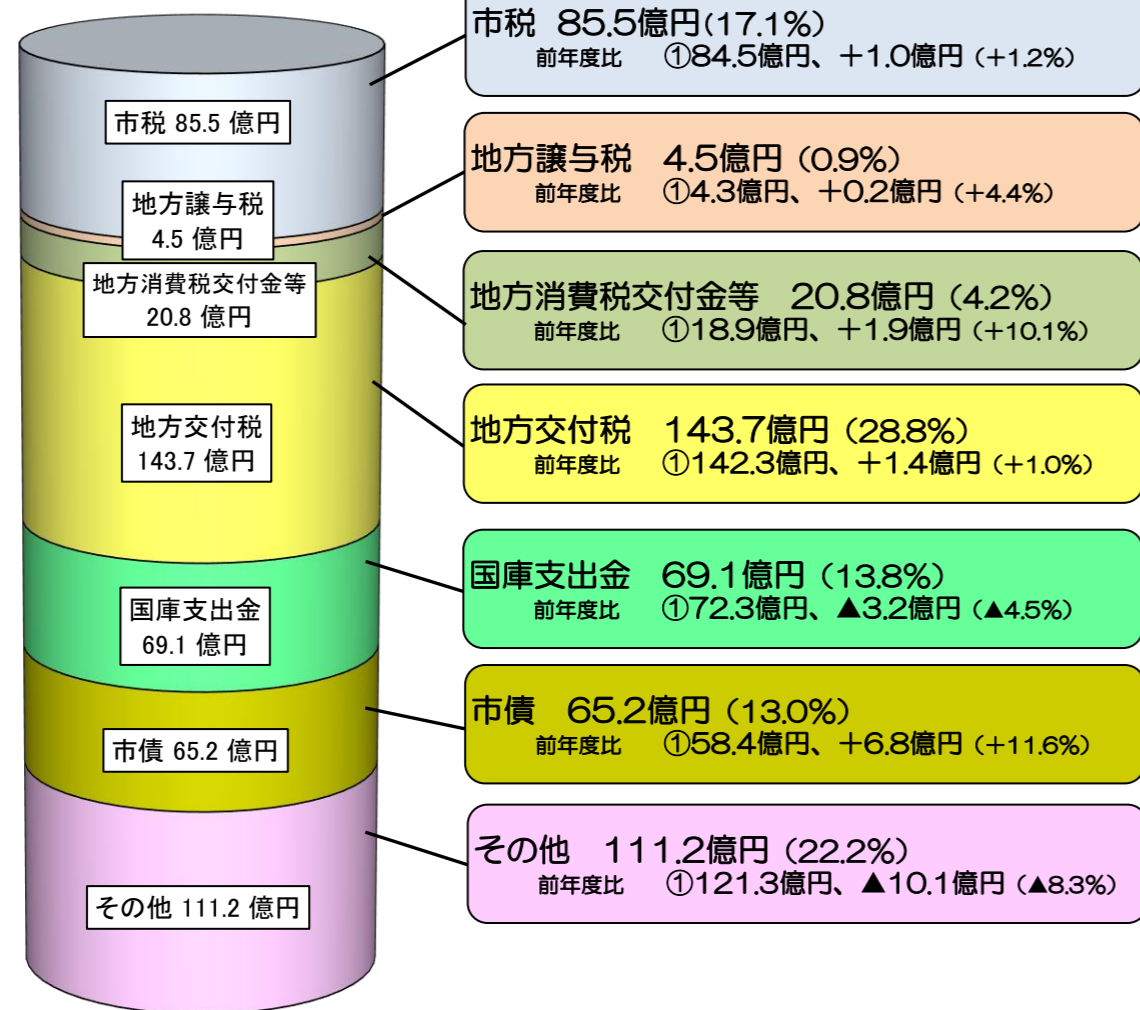 市税 85.5億円(17.1%)
前年度比 ①84.5億円、+1.0億円(+1.2%)
市税 85.5 億円
地方譲与税 4.5億円(0.9%)
前年度比 ①4.3億円、+0.2億円(+4.4%)
地方譲与税
4.5 億円
地方消費税交付金等 20.8億円(4.2%)
前年度比 ①18.9億円、+1.9億円(+10.1%)
地方消費税交付金等
20.8 億円
地方交付税 143.7億円(28.8%)
前年度比 ①142.3億円、+1.4億円(+1.0%)
地方交付税
143.7 億円
国庫支出金 69.1億円(13.8%)
前年度比 ①72.3億円、▲3.2億円(▲4.5%)
国庫支出金
69.1 億円
市債 65.2億円(13.0%)
前年度比 ①58.4億円、+6.8億円(+11.6%)
市債 65.2 億円
その他 111.2億円(22.2%)
前年度比 ①121.3億円、▲10.1億円(▲8.3%)
その他 111.2 億円